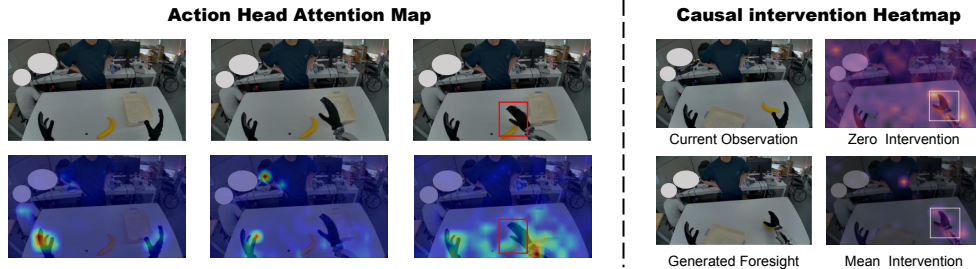 Action Head Attention Map
Causal intervention Heatmap
Current Observation
Zero Intervention
Generated Foresight
Mean Intervention